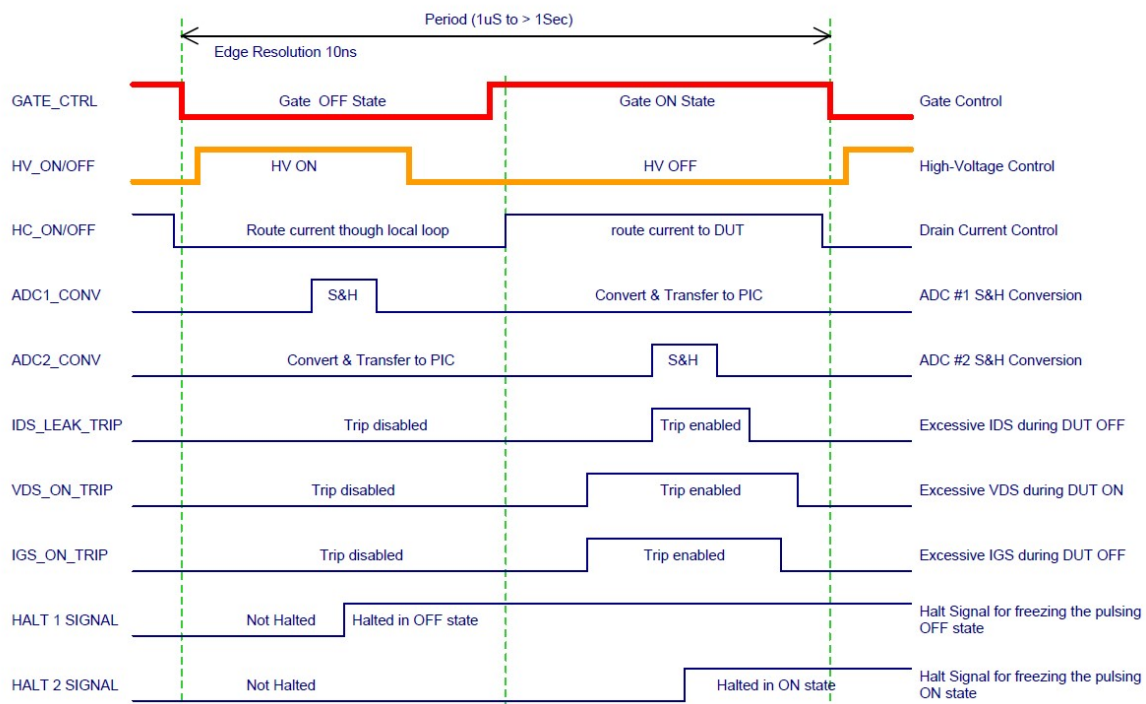 Period (1uS to > 1Sec)
Edge Resolution 10ns
GATE_CTRL Gate OFF State Gate ON State Gate Control
HV_ON/OFF HV ON HV OFF High-Voltage Control
HC_ON/OFF Route current though local loop route current to DUT Drain Current Control
ADC1_CONV S&H Convert & Transfer to PIC ADC #1 S&H Conversion
ADC2_CONV Convert & Transfer to PIC S&H ADC #2 S&H Conversion
IDS_LEAK_TRIP Trip disabled Trip enabled Excessive IDS during DUT OFF
VDS_ON_TRIP Trip disabled Trip enabled Excessive VDS during DUT ON
IGS_ON_TRIP Trip disabled Trip enabled Excessive IGS during DUT OFF
HALT 1 SIGNAL Not Halted Halted in OFF state Halt Signal for freezing the pulsing
OFF state
HALT 2 SIGNAL Not Halted Halted in ON state Halt Signal for freezing the pulsing
ON state